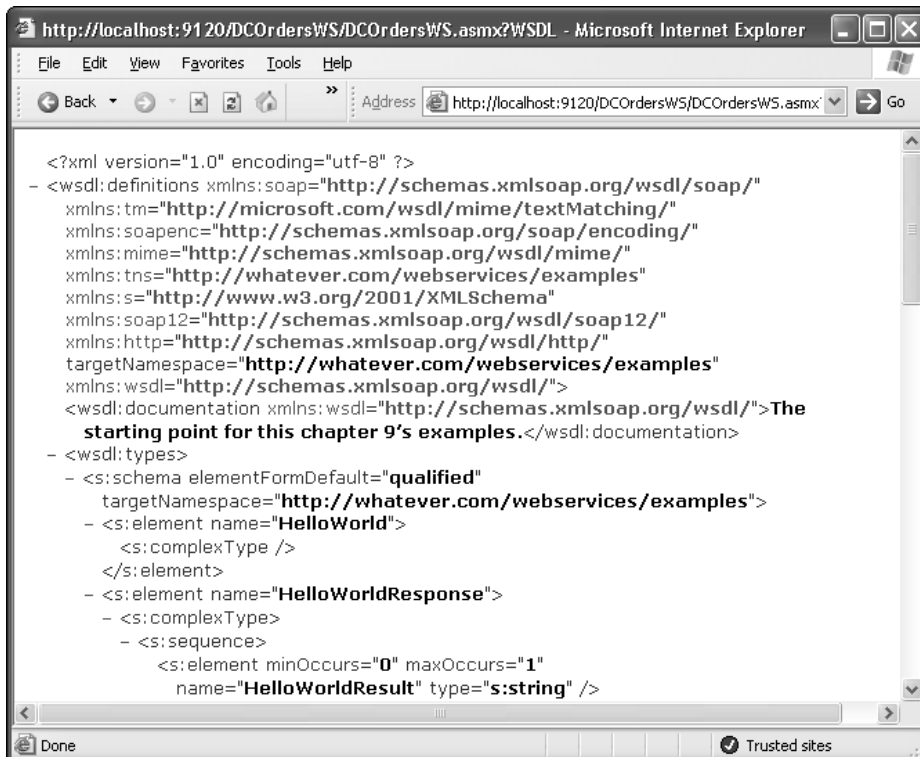 http://localhost:9120/DCOrdersWS/DCOrdersWS.asmx?WSDL - Microsoft Internet Explorer
File Edit View Favorites Tools Help
Back » Address http://localhost:9120/DCOrdersWS/DCOrdersWS.asmx Go
<?xml version="1.0" encoding="utf-8" ?>
- <wsdl:definitions xmlns:soap="http://schemas.xmlsoap.org/wsdl/soap/"
xmlns:tm="http://microsoft.com/wsdl/mime/textMatching/"
xmlns:soapenc="http://schemas.xmlsoap.org/soap/encoding/"
xmlns:mime="http://schemas.xmlsoap.org/wsdl/mime/"
xmlns:tns="http://whatever.com/webservices/examples"
xmlns:s="http://www.w3.org/2001/XMLSchema"
xmlns:soap12="http://schemas.xmlsoap.org/wsdl/soap12/"
xmlns:http="http://schemas.xmlsoap.org/wsdl/http/"
targetNamespace="http://whatever.com/webservices/examples"
xmlns:wsdl="http://schemas.xmlsoap.org/wsdl/">
<wsdl:documentation xmlns:wsdl="http://schemas.xmlsoap.org/wsdl/">The
starting point for this chapter 9's examples.</wsdl:documentation>
- <wsdl:types>
- <s:schema elementFormDefault="qualified"
targetNamespace="http://whatever.com/webservices/examples">
- <s:element name="HelloWorld">
<s:complexType />
</s:element>
- <s:element name="HelloWorldResponse">
- <s:complexType>
- <s:sequence>
<s:element minOccurs="0" maxOccurs="1"
name="HelloWorldResult" type="s:string" />
Done Trusted sites